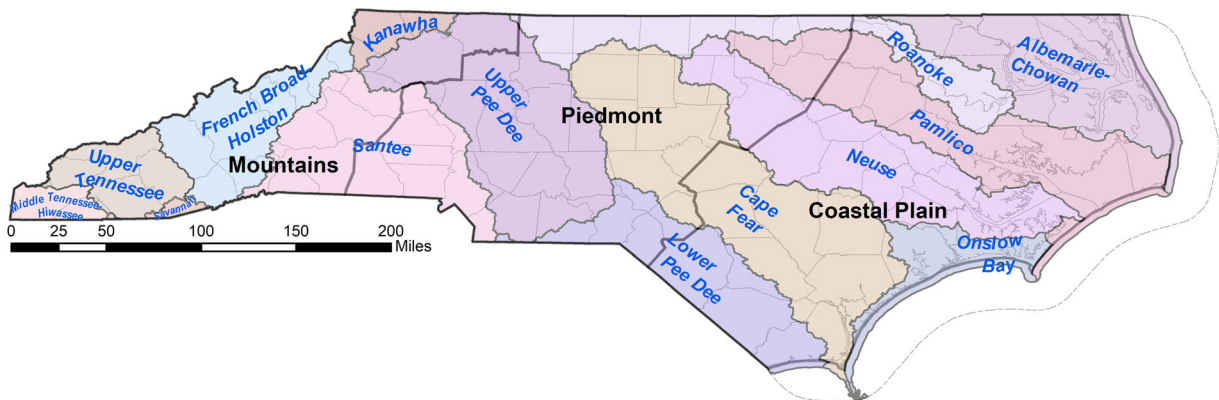 Kanawha
Roanoke
Albemarle-
Chowan
French Broad-
Holston
Upper
Pee Dee
Piedmont
Pamlico
Mountains
Santee
Neuse
Upper
Tennessee
Middle Tennessee
Hiwassee
Savannah
Cape
Fear
Coastal Plain
Onslow
Bay
Lower
Pee Dee
0 25 50 100 150 200
Miles